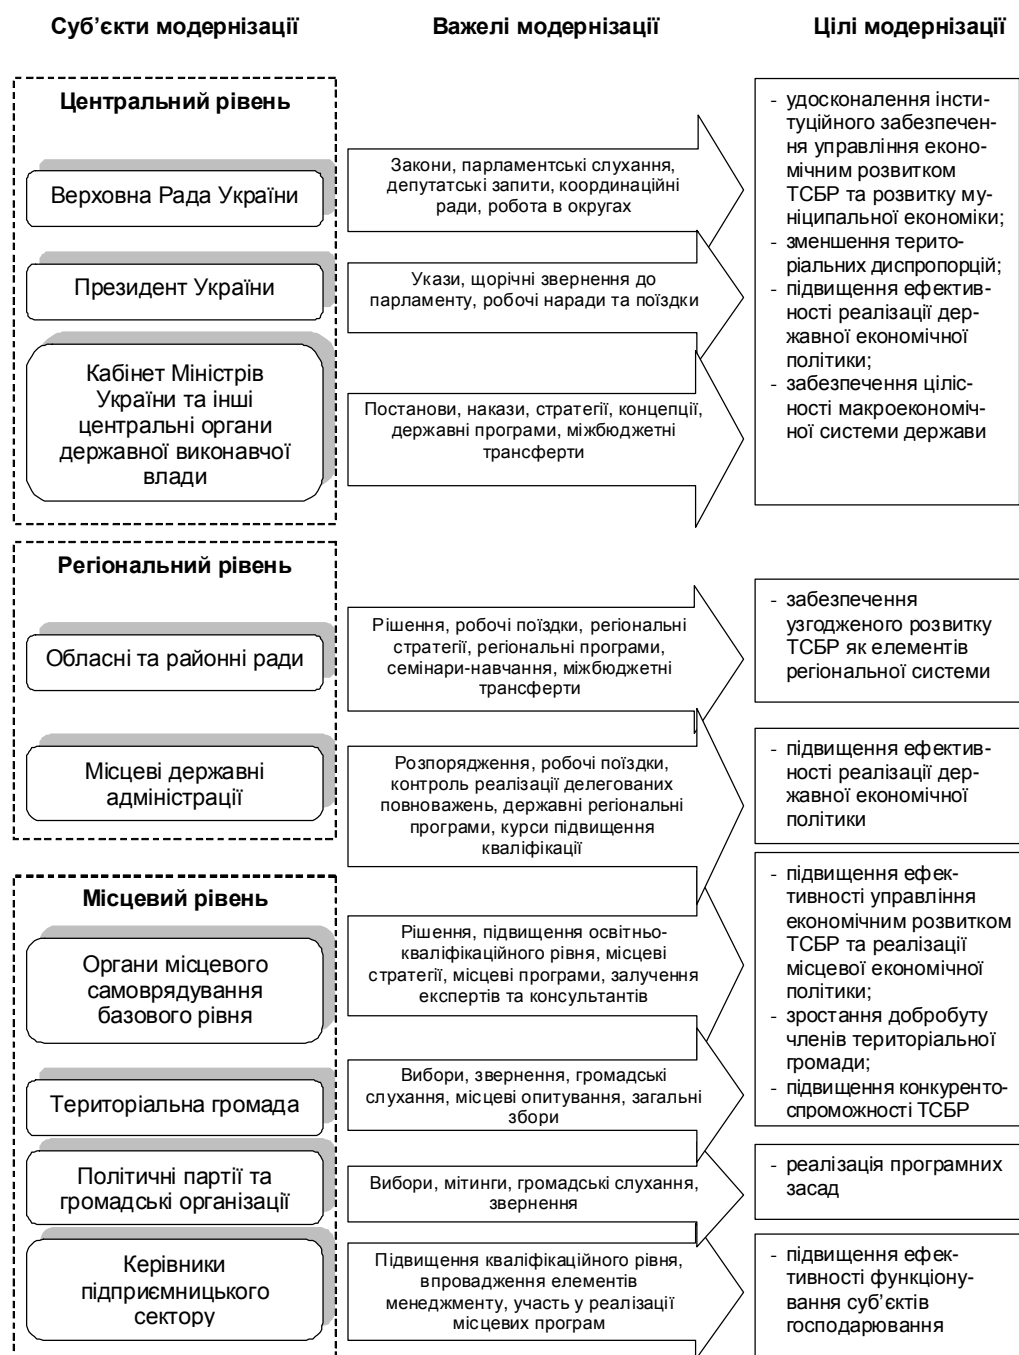 Суб’єкти модернізації
Важелі модернізації
Цілі модернізації
Центральний рівень
Верховна Рада України
Президент України
Кабінет Міністрів
України та інші
центральні органи
державної виконавчої
влади
Закони, парламентські слухання,
депутатські запити, координаційні
ради, робота в округах
Укази, щорічні звернення до
парламенту, робочі наради та поїздки
Постанови, накази, стратегії, концепції,
державні програми, міжбюджетні
трансферти
- удосконалення інсти-
туційного забезпечен-
ня управління еконо-
мічним розвитком
ТСБР та розвитку му-
ніципальної економіки;
- зменшення терито-
ріальних диспропорцій;
- підвищення ефектив-
ності реалізації дер-
жавної економічної
політики;
- забезпечення ціліс-
ності макроекономіч-
ної системи держави
Регіональний рівень
Обласні та районні ради
Місцеві державні
адміністрації
Рішення, робочі поїздки, регіональні
стратегії, регіональні програми,
семінари-навчання, міжбюджетні
трансферти
Розпорядження, робочі поїздки,
контроль реалізації делегованих
повноважень, державні регіональні
програми, курси підвищення
кваліфікації
- забезпечення
узгодженого розвитку
ТСБР як елементів
регіональної системи
- підвищення ефектив-
ності реалізації дер-
жавної економічної
політики
Місцевий рівень
Органи місцевого
самоврядування
базового рівня
Територіальна громада
Політичні партії та
громадські організації
Керівники
підприємницького
сектору
Рішення, підвищення освітньо-
кваліфікаційного рівня, місцеві
стратегії, місцеві програми, залучення
експертів та консультантів
Вибори, звернення, громадські
слухання, місцеві опитування, загальні
збори
Вибори, мітинги, громадські слухання,
звернення
Підвищення кваліфікаційного рівня,
впровадження елементів
менеджменту, участь у реалізації
місцевих програм
- підвищення ефек-
тивності управління
економічним розвитком
ТСБР та реалізації
місцевої економічної
політики;
- зростання добробуту
членів територіальної
громади;
- підвищення конкуренто-
спроможності ТСБР
- реалізація програмних
засад
- підвищення ефек-
тивності функціону-
вання суб’єктів
господарювання